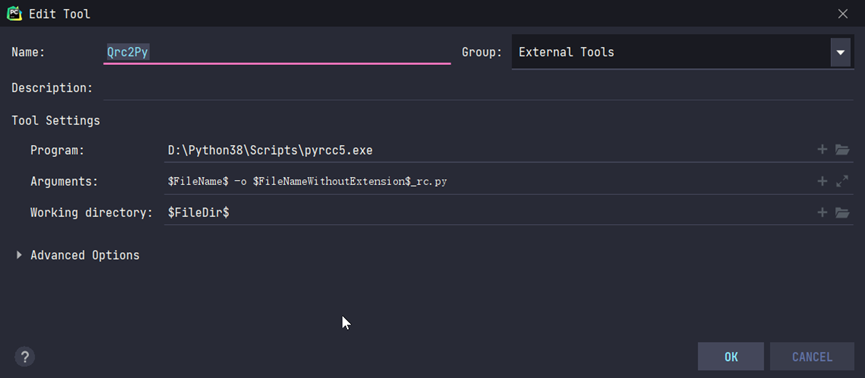 Edit Tool
Name: Qrc2Py Group: External Tools
Description:
Tool Settings
Program: D:\Python38\Scripts\pyrcc5.exe
Arguments: $FileName$ -o $FileNameWithoutExtension$_rc.py
Working directory: $FileDir$
Advanced Options
? OK CANCEL